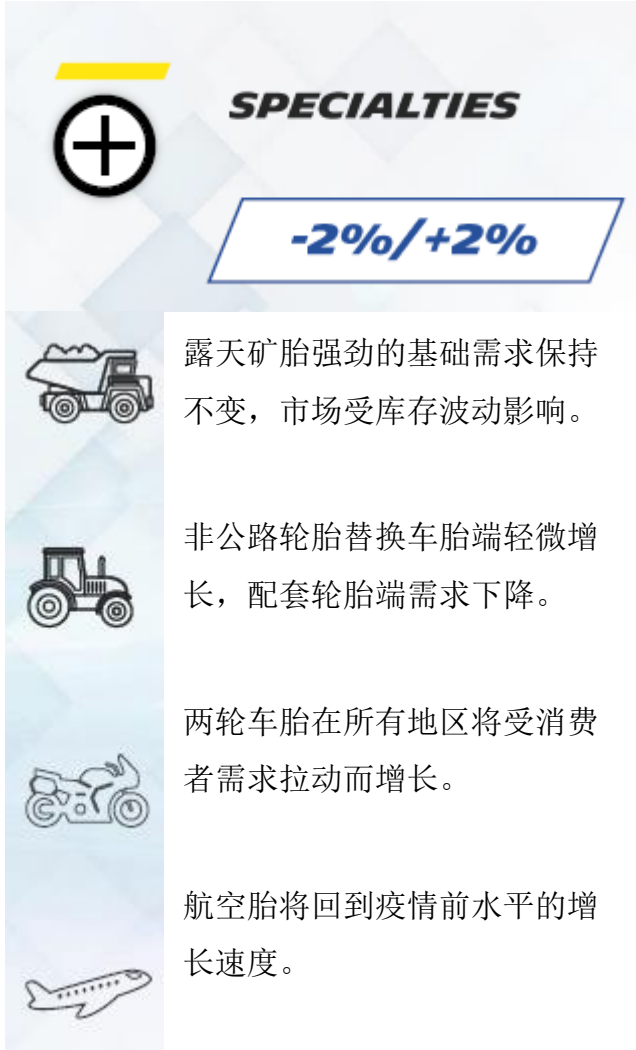 SPECIALTIES
-2%/+2%
露天矿胎强劲的基础需求保持
不变，市场受库存波动影响。
非公路轮胎替换车胎端轻微增
长，配套轮胎端需求下降。
两轮车胎在所有地区将受消费
者需求拉动而增长。
航空胎将回到疫情前水平的增
长速度。